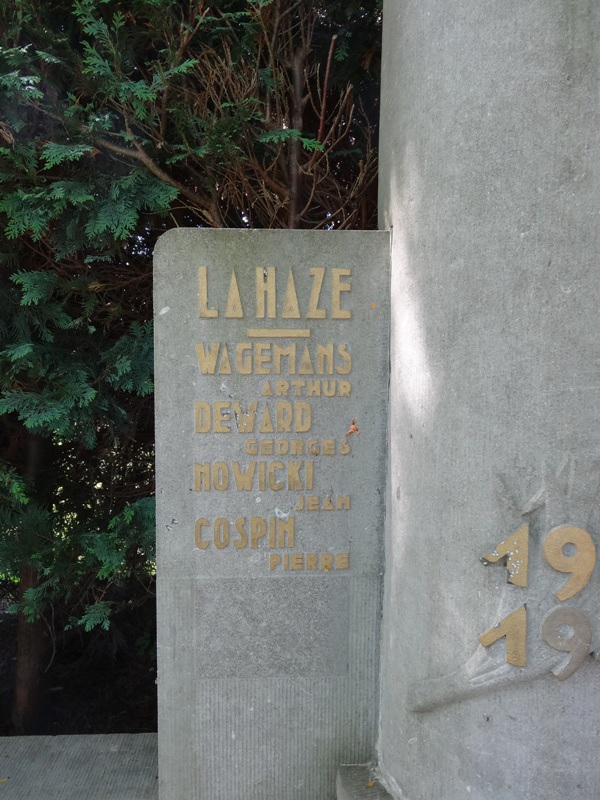 LA HAZE
WAGEMANS
ARTHUR
DEWARD
GEORGES
NOWICKI
JEAN
COSPIN
PIERRE
19
19